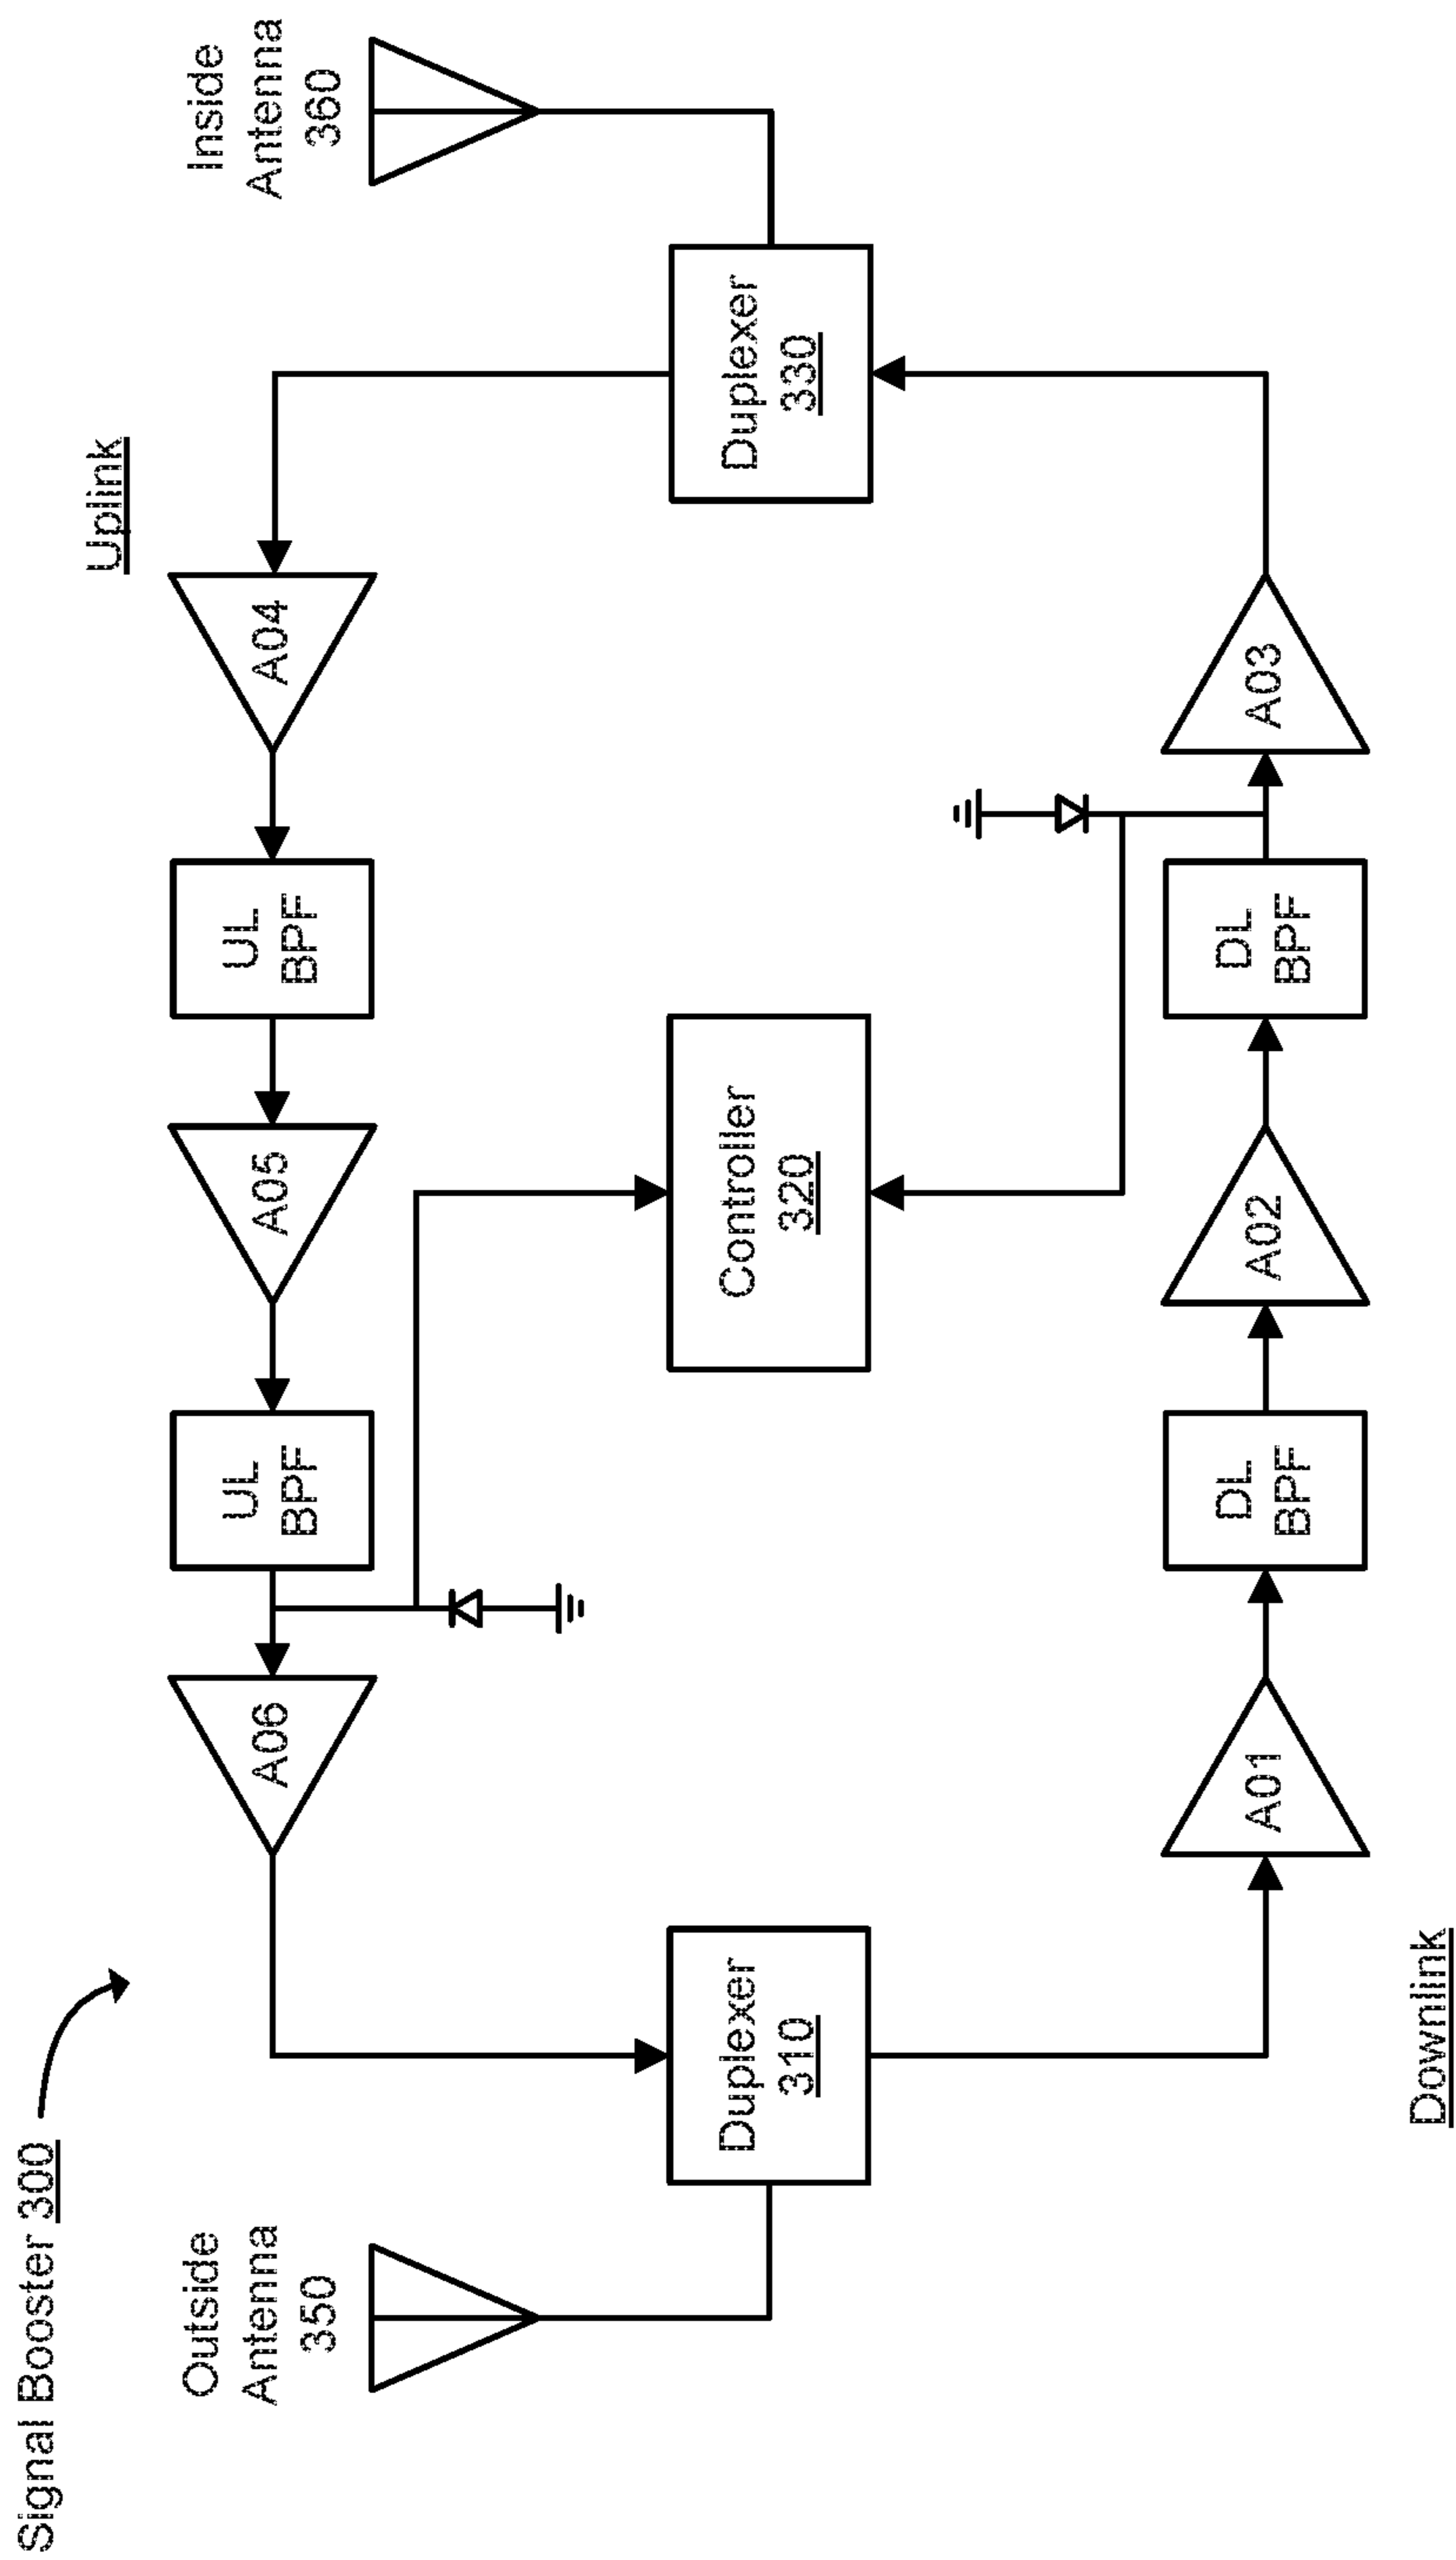 Signal Booster 300
Uplink
Outside
Antenna
350
Inside
Antenna
360
A06
UL
BPF
A05
UL
BPF
A04
Duplexer
310
Controller
320
Duplexer
330
A01
DL
BPF
A02
DL
BPF
A03
Downlink